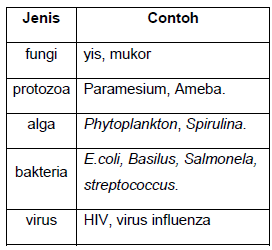 Jenis Contoh
fungi yis, mukor
protozoa Paramesium, Ameba.
alga Phytoplankton, Spirulina.
bakteria E.coli, Basilus, Salmonela,
streptococcus.
virus HIV, virus influenza